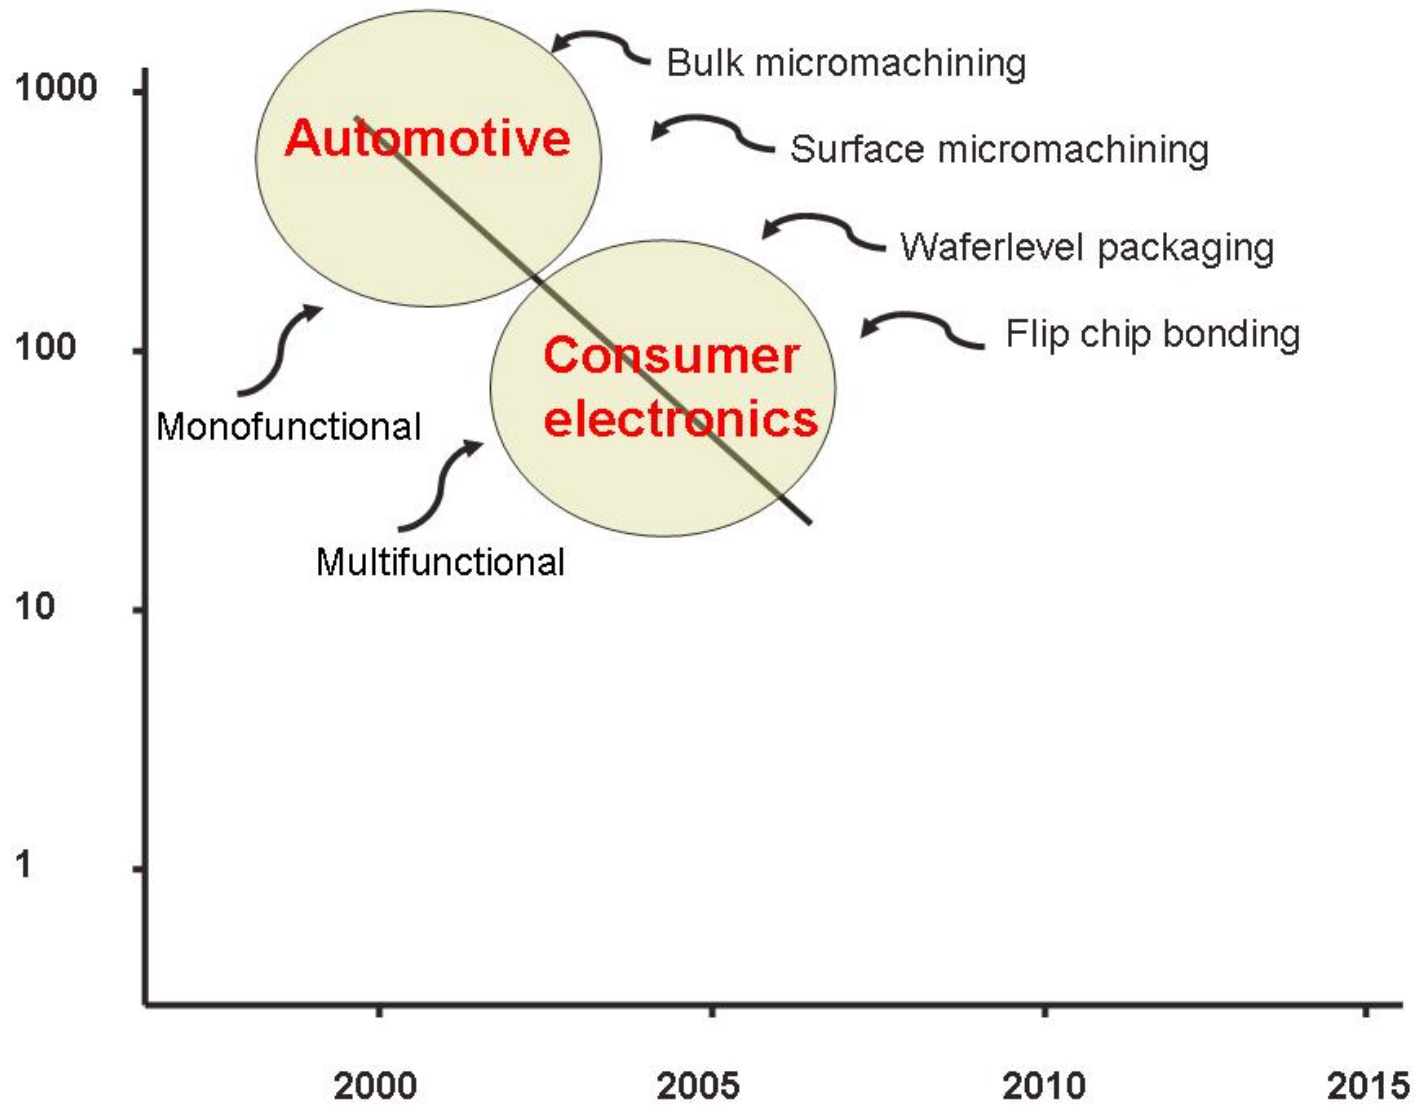 1000
Automotive
Bulk micromachining
Surface micromachining
Waferlevel packaging
Flip chip bonding
100
Consumer
electronics
Monofunctional
Multifunctional
10
1
2000
2005
2010
2015